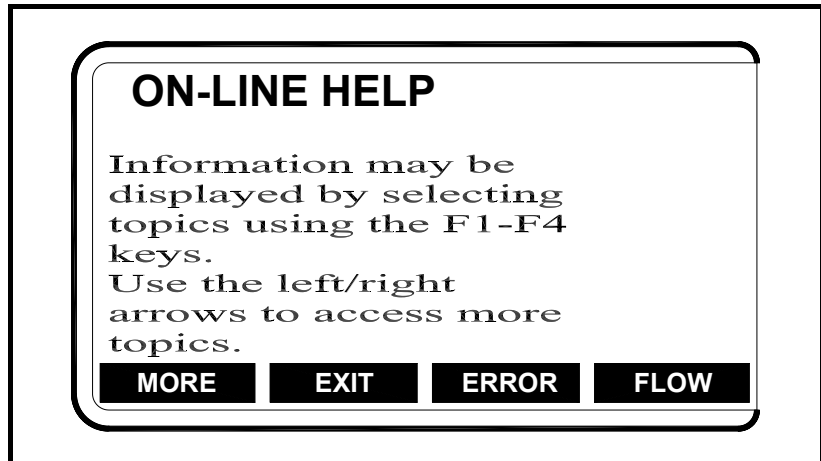 ON-LINE HELP
Information may be
displayed by selecting
topics using the F1-F4
keys.
Use the left/right
arrows to access more
topics.
MORE EXIT ERROR FLOW